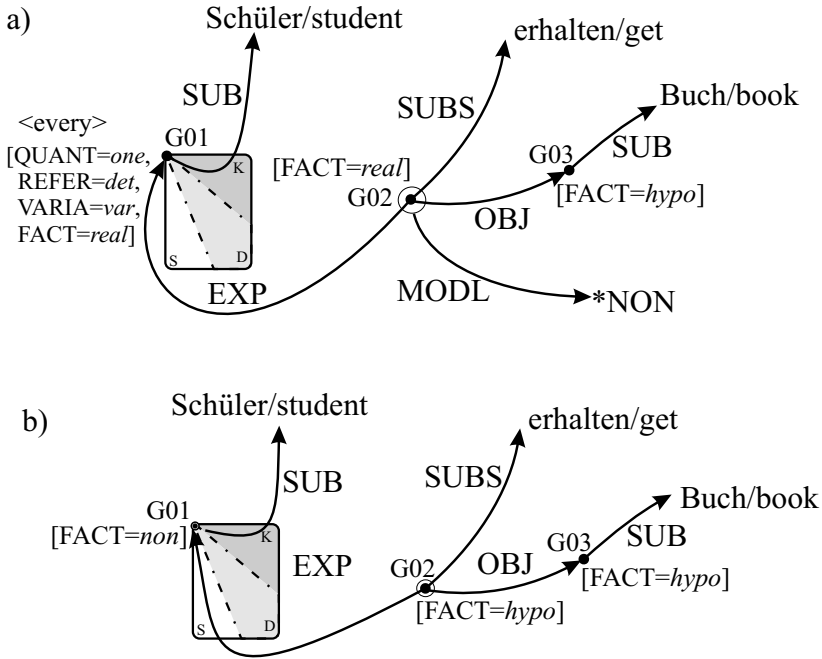 a)
Schüler/student
erhalten/get
SUB
SUBS
Buch/book
<every>
G01
[QUANT=one,
REFER=det,
VARIA=var,
FACT=real]
K
S
D
[FACT=real]
G02
G03
SUB
[FACT=hypo]
OBJ
EXP
MODL
*NON
b)
Schüler/student
erhalten/get
SUB
SUBS
Buch/book
G01
[FACT=non]
K
S
D
EXP
G02
OBJ
G03
SUB
[FACT=hypo]
[FACT=hypo]